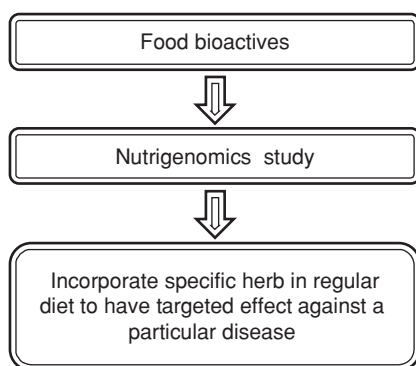 Food bioactives
Nutrigenomics study
Incorporate specific herb in regular
diet to have targeted effect against a
particular disease